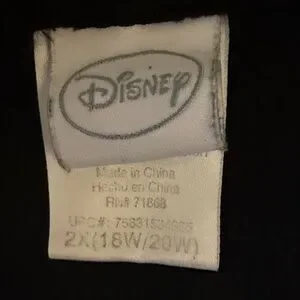 Disney
Made in China
Hecho en China
RN# 71868
UPC#:
2X(18W/20W)